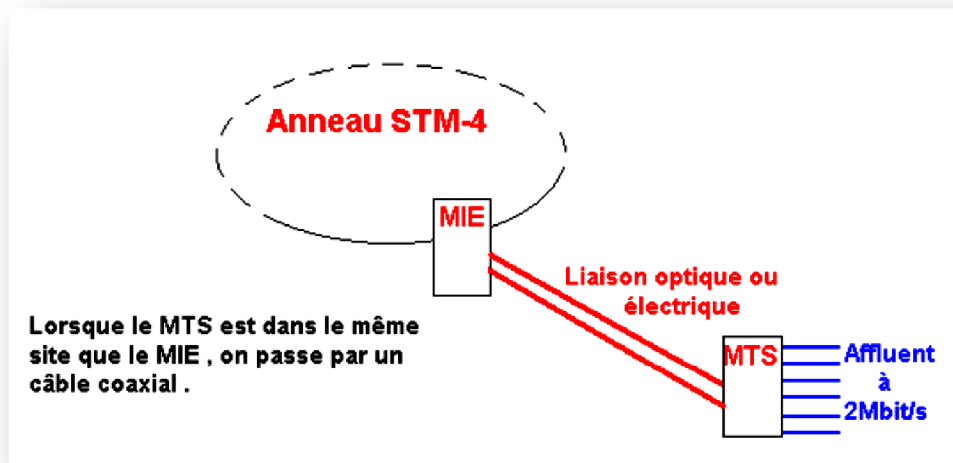 Anneau STM-4
MIE
Liaison optique ou
électrique
Lorsque le MTS est dans le même
site que le MIE , on passe par un
câble coaxial .
MTS
Affluent
à
2Mbit/s